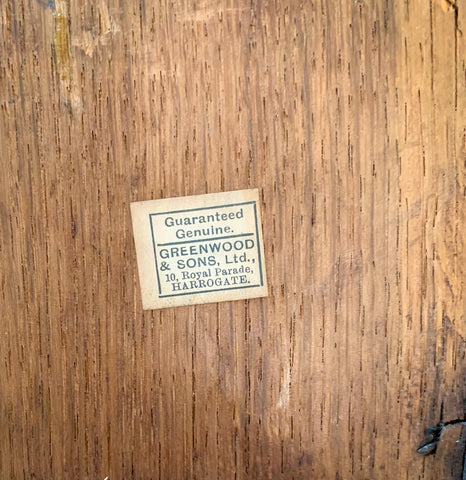 Guaranteed
Genuine.
GREENWOOD
& SONS, Ltd.,
10, Royal Parade,
HARROGATE.